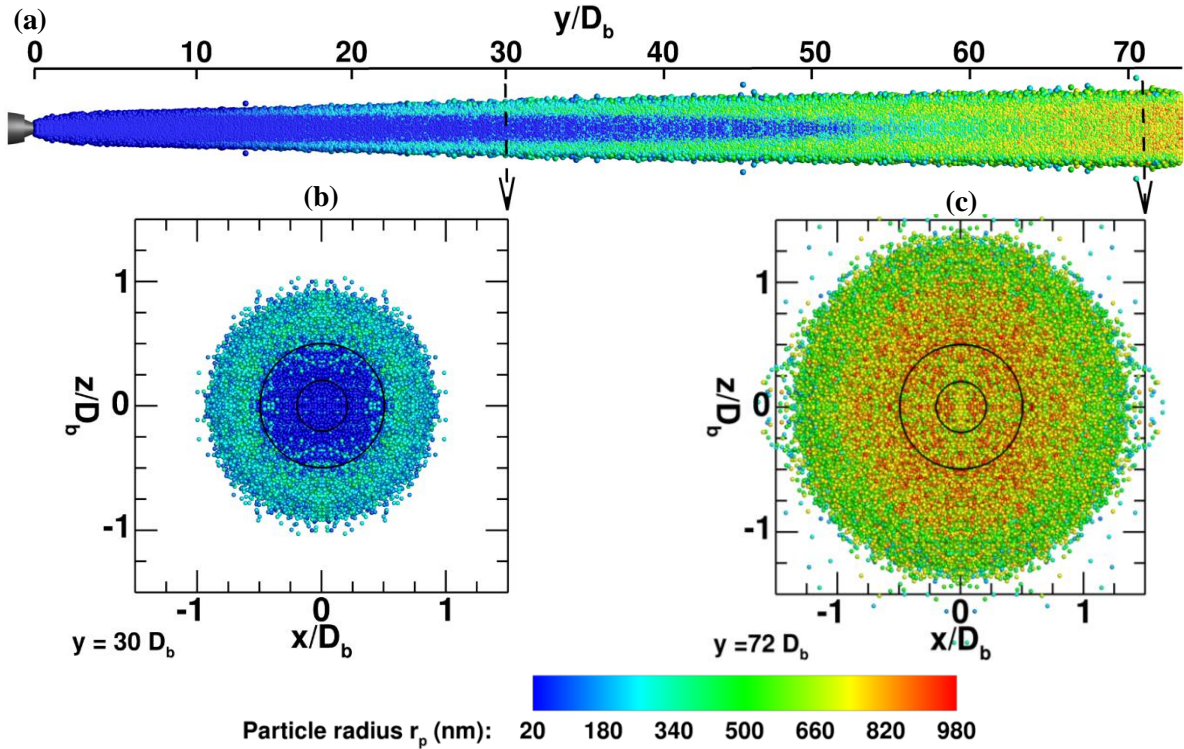 (a)
y/D_b
0 10 18 20 30 40 50 60 70
(b) (c)
1 1
z/D_b 0 z/D_b 0
-1 -1
-1 0 1 -1 0 1
y = 30 D_b x/D_b y =72 D_b x/D_b
Particle radius r_p (nm): 20 180 340 500 660 820 980